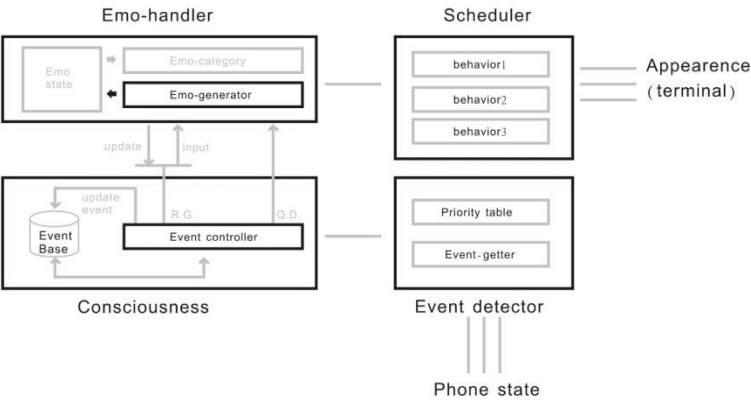 Emo-handler
Scheduler
Emo
state
Emo-category
Emo-generator
behavior1
behavior2
behavior3
Appearence
(terminal)
update
input
update
event
R.G
Q.D
Event
Base
Event controller
Priority table
Event-getter
Consciousness
Event detector
Phone state